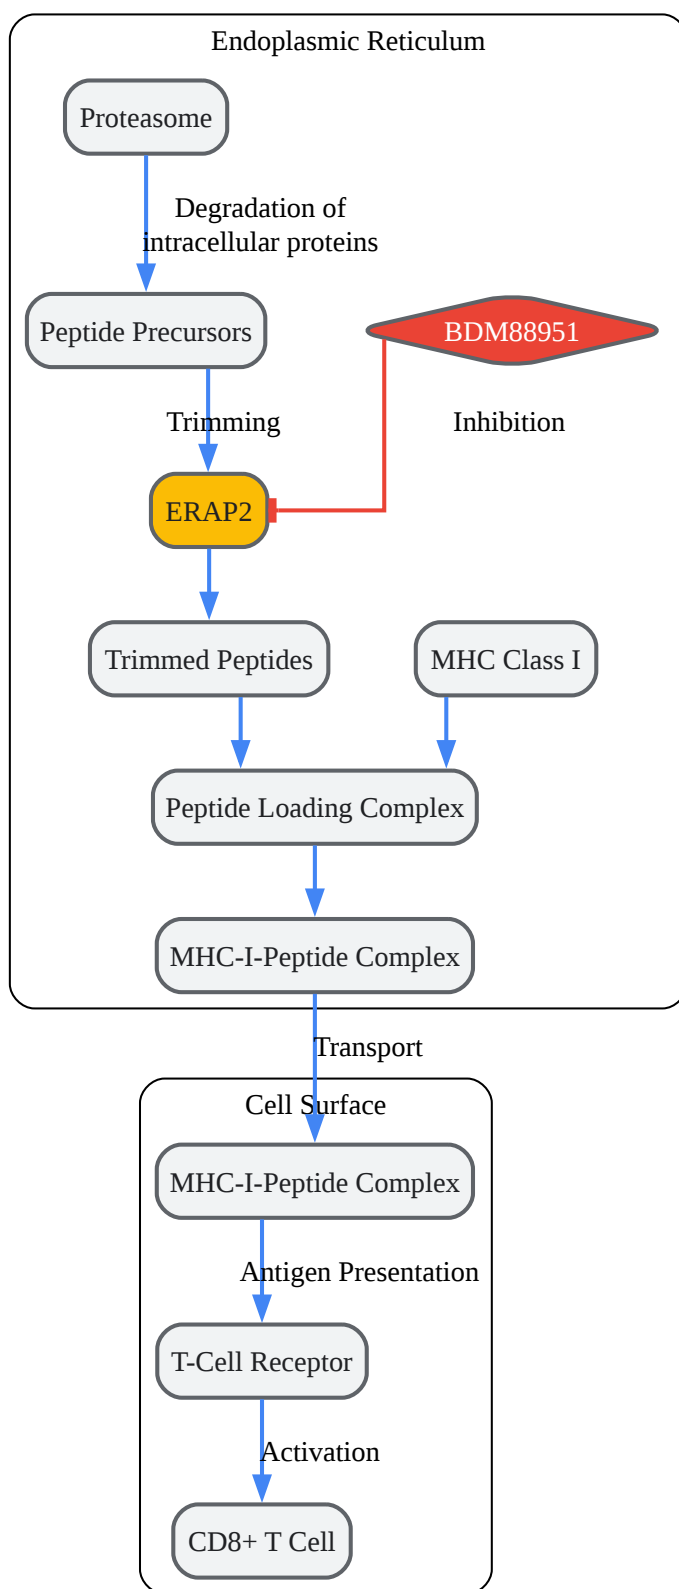 Endoplasmic Reticulum
Proteasome
Degradation of
intracellular proteins
Peptide Precursors
BDM88951
Trimming
Inhibition
ERAP2
Trimmed Peptides
MHC Class I
Peptide Loading Complex
MHC-I-Peptide Complex
Transport
Cell Surface
MHC-I-Peptide Complex
Antigen Presentation
T-Cell Receptor
Activation
CD8+ T Cell